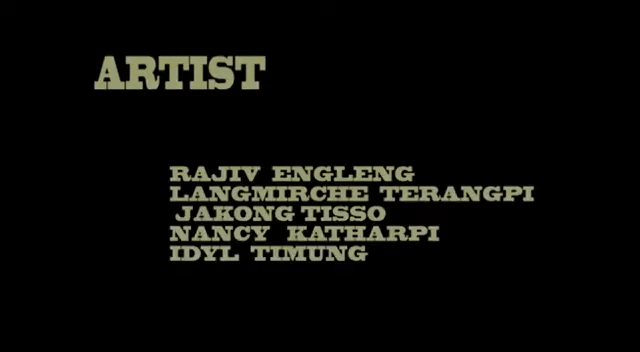 ARTIST
RAJIV ENGLENG
LANGMIRCHE TERANGPI
JAKONG TISSO
NANCY KATHARPI
IDYL TIMUNG